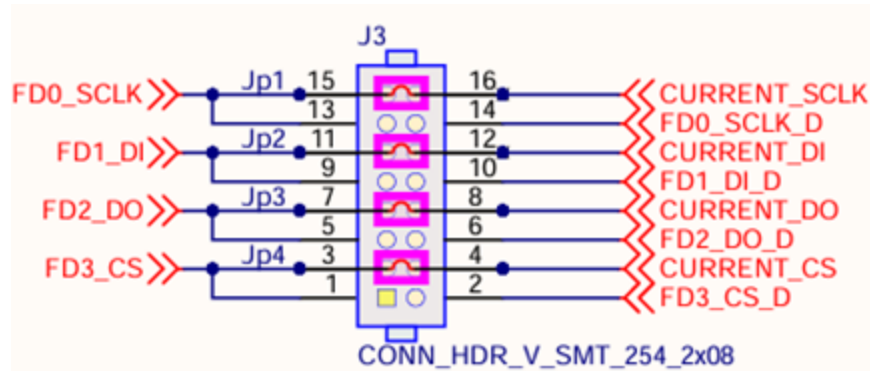 J3
FD0_SCLK Jp1 15 16 CURRENT_SCLK
13 14 FD0_SCLK_D
FD1_DI Jp2 11 12 CURRENT_DI
9 10 FD1_DI_D
FD2_DO Jp3 7 8 CURRENT_DO
5 6 FD2_DO_D
FD3_CS Jp4 3 4 CURRENT_CS
1 2 FD3_CS_D
CONN_HDR_V_SMT_254_2x08